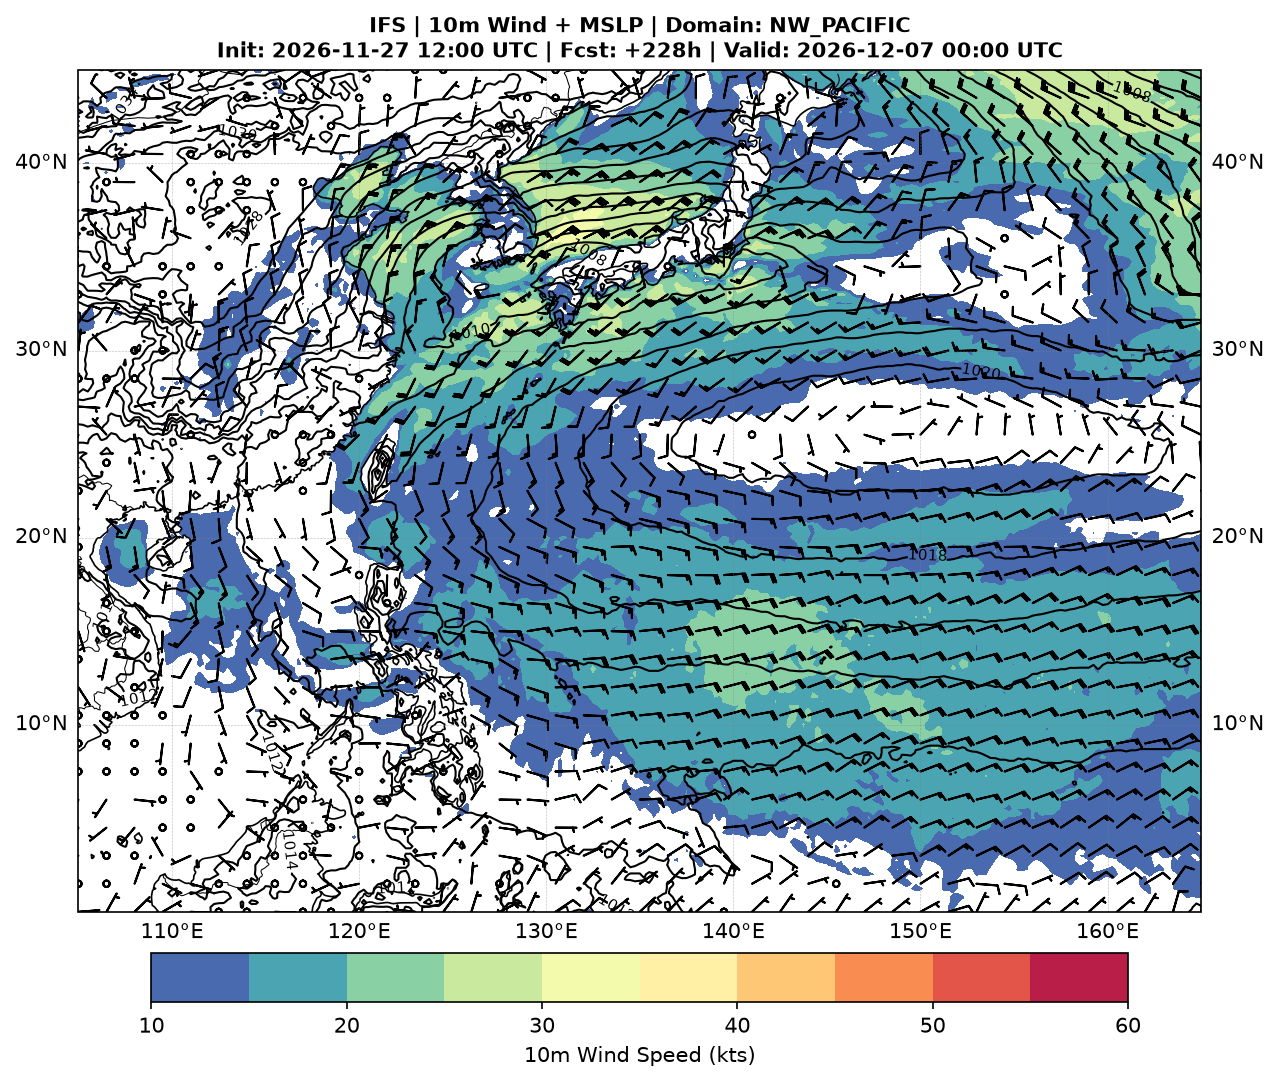 IFS | 10m Wind + MSLP | Domain: NW_PACIFIC
Init: 2026-11-27 12:00 UTC | Fcst: +228h | Valid: 2026-12-07 00:00 UTC
1008
40°N
40°N
1028
1008
1010
30°N
30°N
1020
20°N
20°N
1018
10°N
10°N
1012
1014
110°E
120°E
130°E
140°E
150°E
160°E
10
20
30
40
50
60
10m Wind Speed (kts)